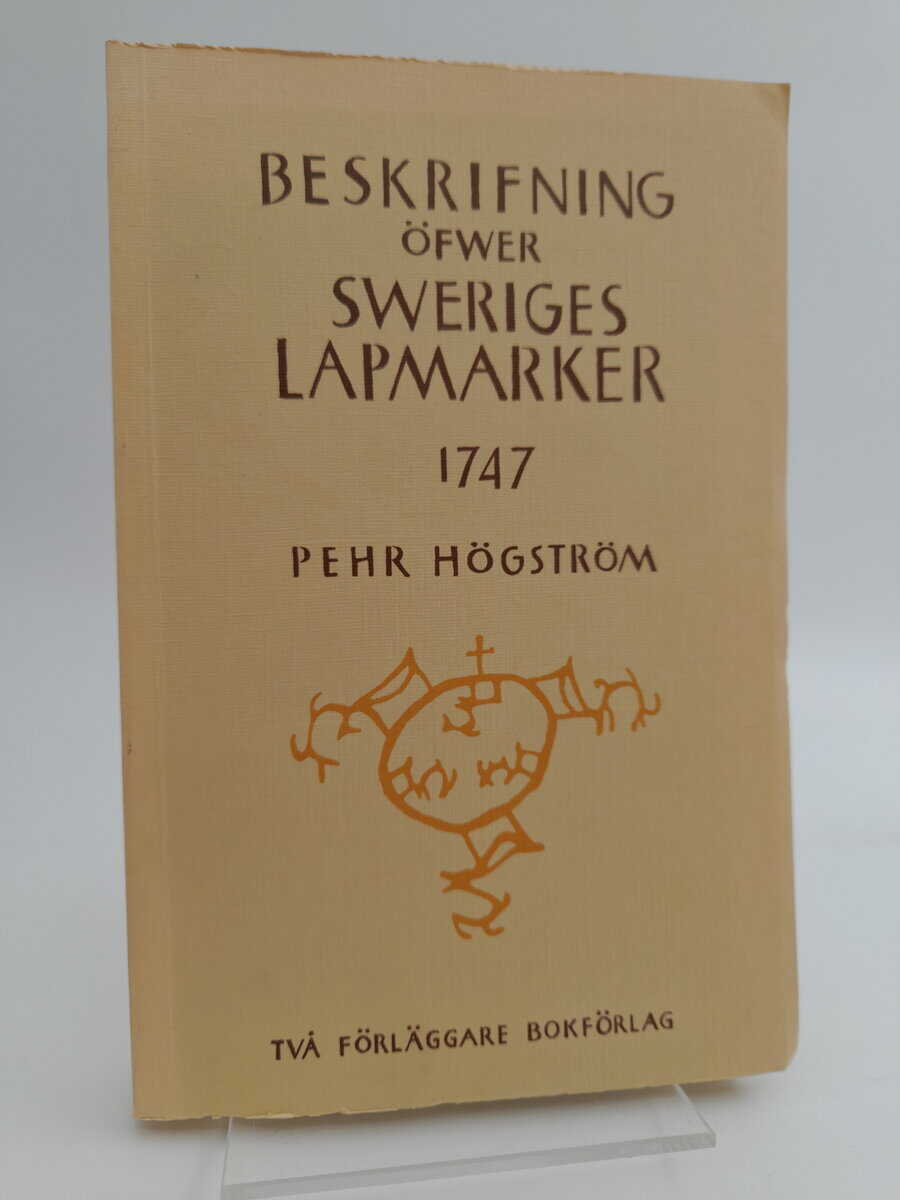 BESKRIFNING
ÖFWER
SWERIGES
LAPMARKER
1747
PEHR HÖGSTRÖM
TVÅ FÖRLÄGGARE BOKFÖRLAG